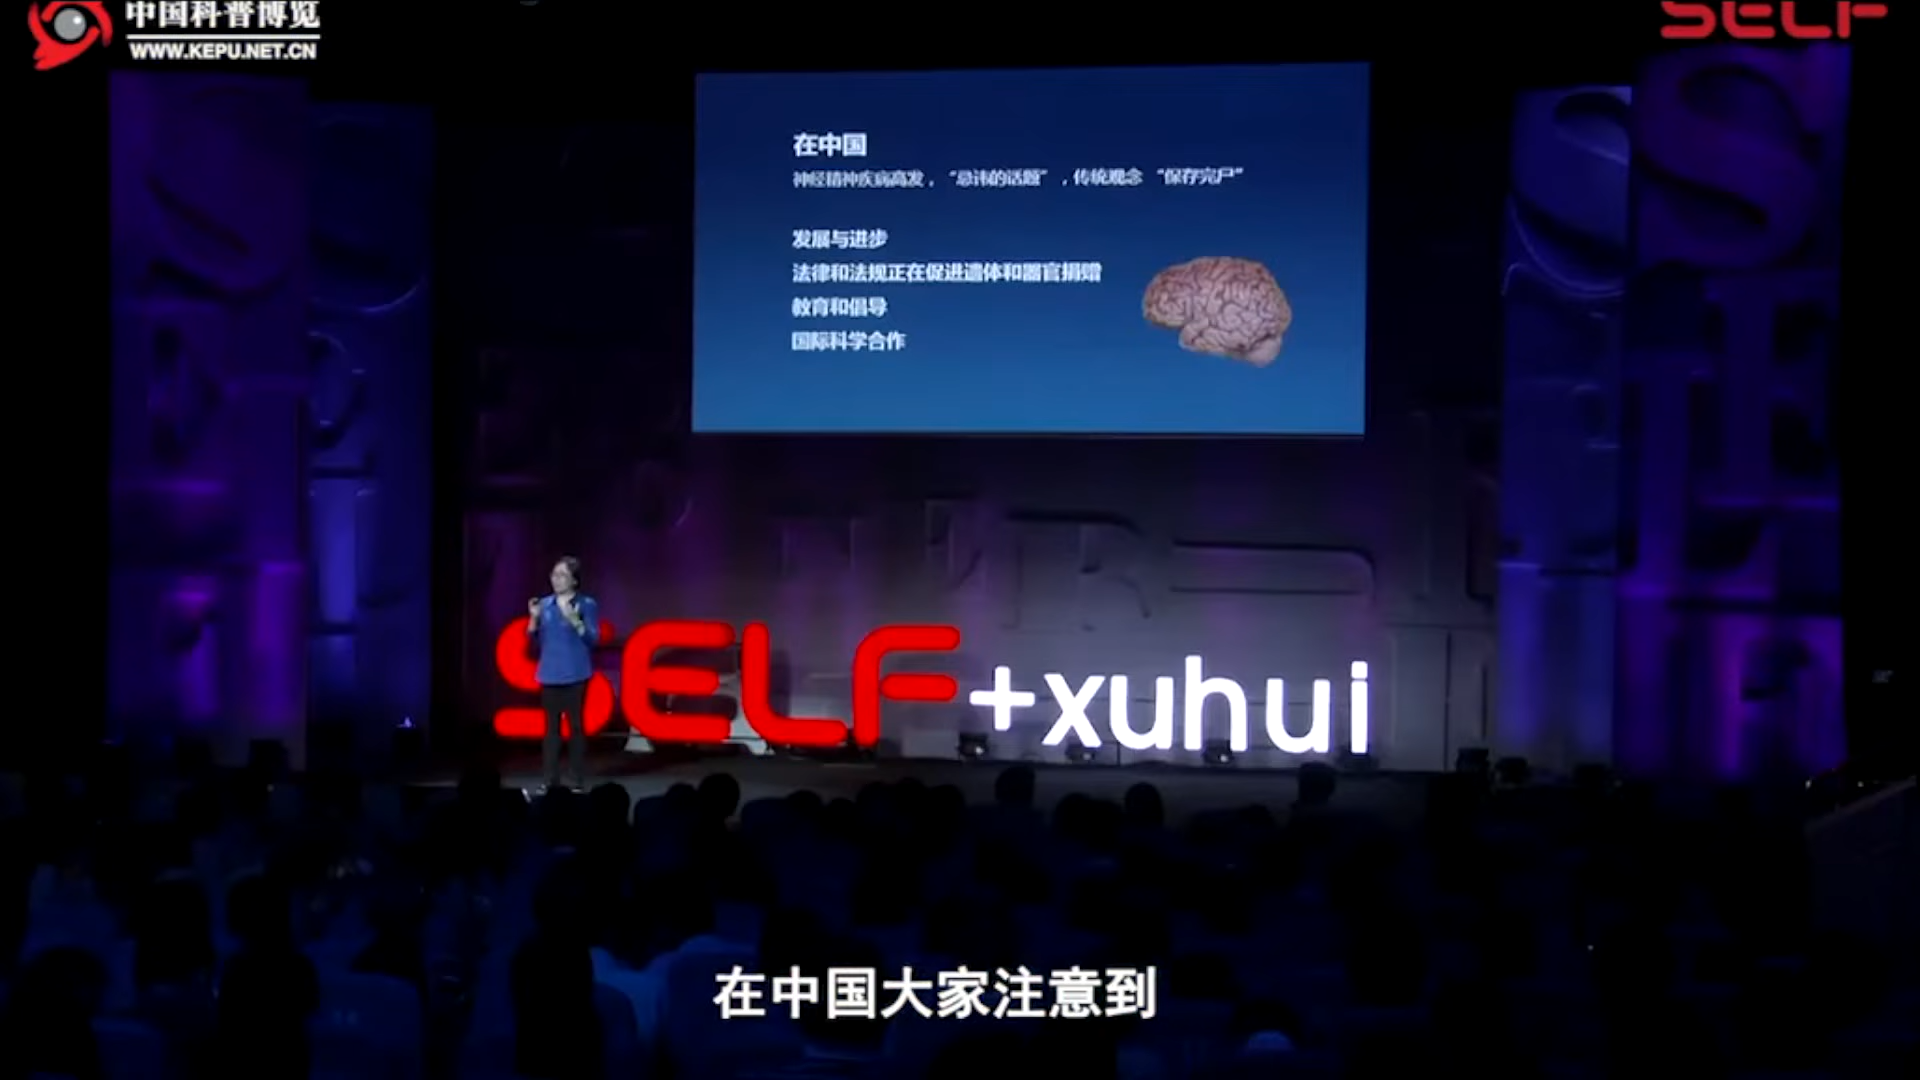 中国科普博览
WWW.KEPU.NET.CN
SELF
在中国
神经精神疾病高发，“忌讳的话题”，传统观念 “保存完尸”
发展与进步
法律和法规正在促进遗体和器官捐赠
教育和倡导
国际科学合作
SELF+xuhui
在中国大家注意到